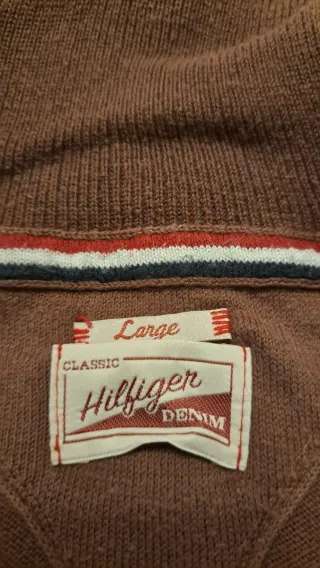 Large
CLASSIC
Hilfiger
DENIM